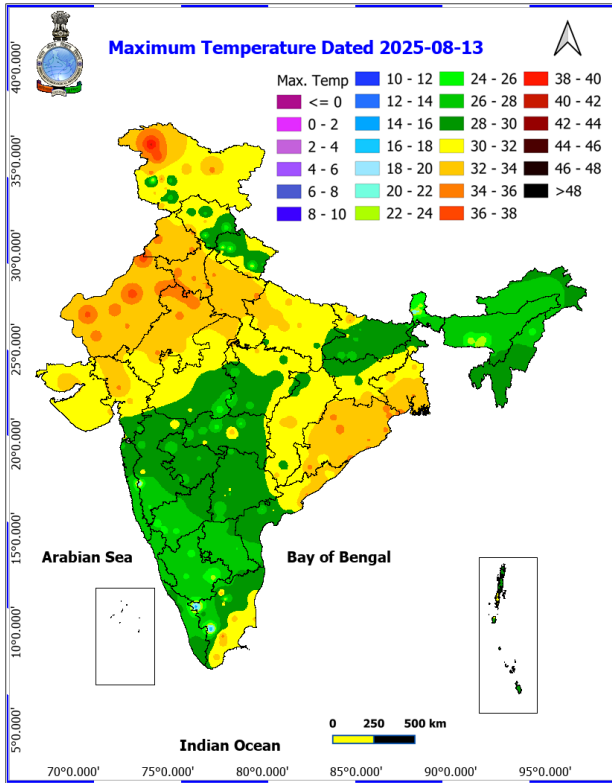 Maximum Temperature Dated 2025-08-13
Max. Temp
<= 0
0 - 2
2 - 4
4 - 6
6 - 8
8 - 10
10 - 12
12 - 14
14 - 16
16 - 18
18 - 20
20 - 22
22 - 24
24 - 26
26 - 28
28 - 30
30 - 32
32 - 34
34 - 36
36 - 38
38 - 40
40 - 42
42 - 44
44 - 46
46 - 48
>48
40°0.000'
35°0.000'
30°0.000'
25°0.000'
20°0.000'
15°0.000'
10°0.000'
5°0.000'
Arabian Sea
Bay of Bengal
Indian Ocean
0 250 500 km
70°0.000' 75°0.000' 80°0.000' 85°0.000' 90°0.000' 95°0.000'